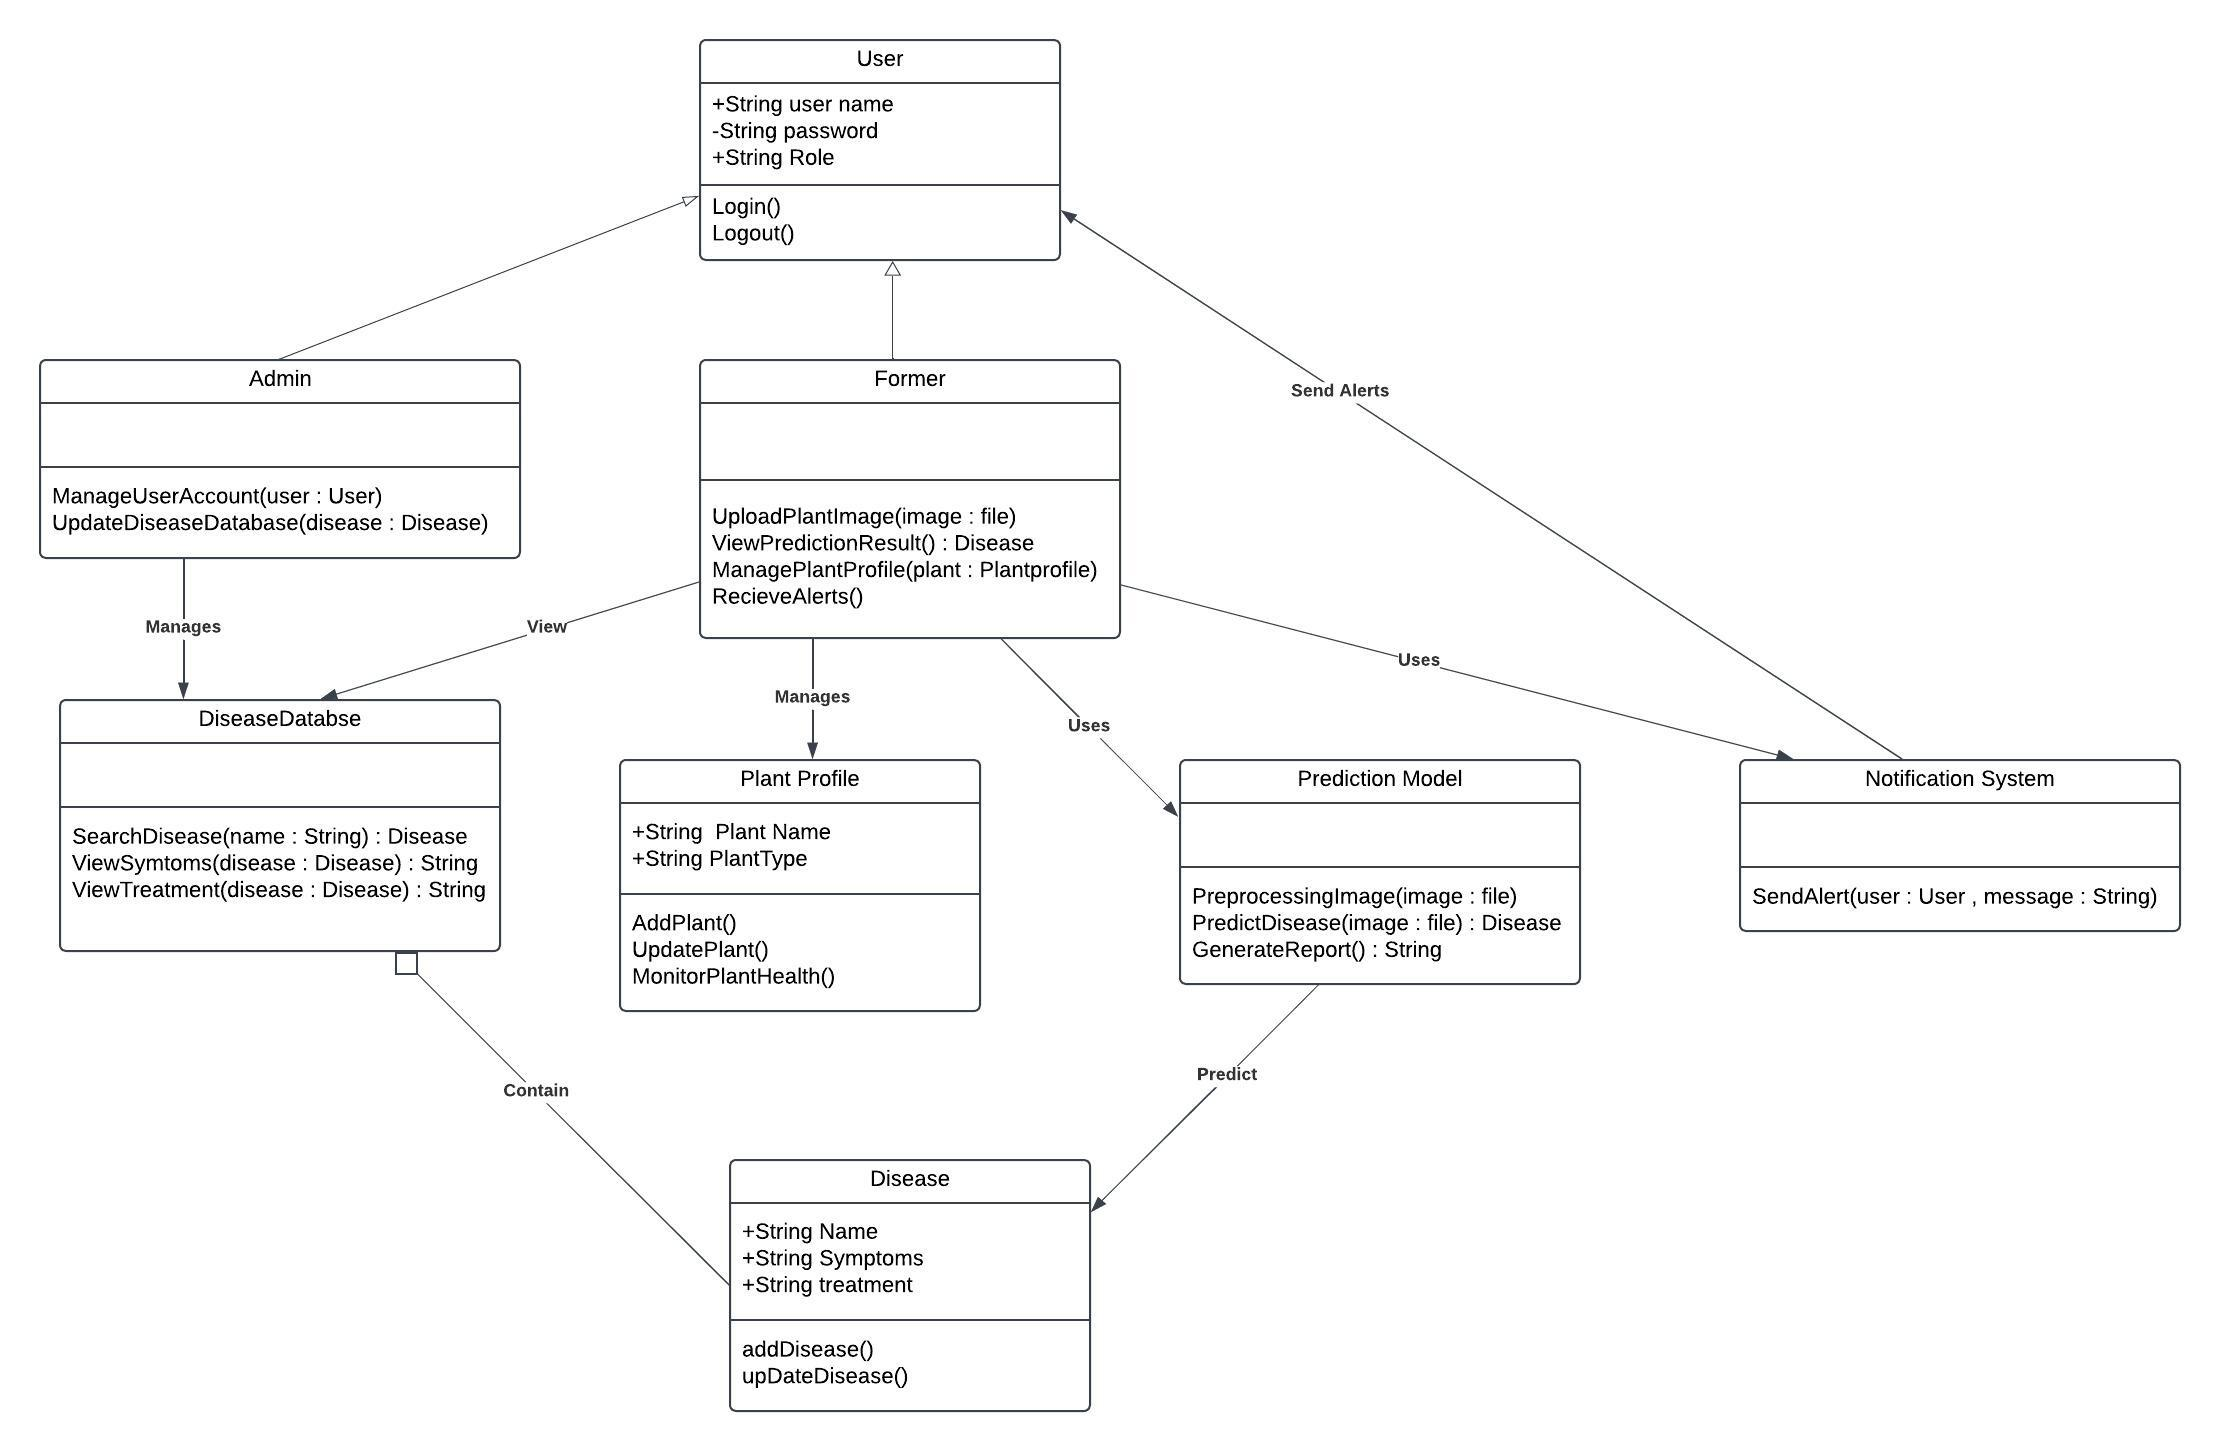 User
+String user name
-String password
+String Role
Login()
Logout()
Send Alerts
Admin
ManageUserAccount(user : User)
UpdateDiseaseDatabase(disease : Disease)
Former
UploadPlantImage(image : file)
ViewPredictionResult() : Disease
ManagePlantProfile(plant : Plantprofile)
RecieveAlerts()
Manages
View
Manages
Uses
Uses
DiseaseDatabse
SearchDisease(name : String) : Disease
ViewSymtoms(disease : Disease) : String
ViewTreatment(disease : Disease) : String
Plant Profile
+String  Plant Name
+String PlantType
AddPlant()
UpdatePlant()
MonitorPlantHealth()
Prediction Model
PreprocessingImage(image : file)
PredictDisease(image : file) : Disease
GenerateReport() : String
Notification System
SendAlert(user : User , message : String)
Contain
Predict
Disease
+String Name
+String Symptoms
+String treatment
addDisease()
upDateDisease()